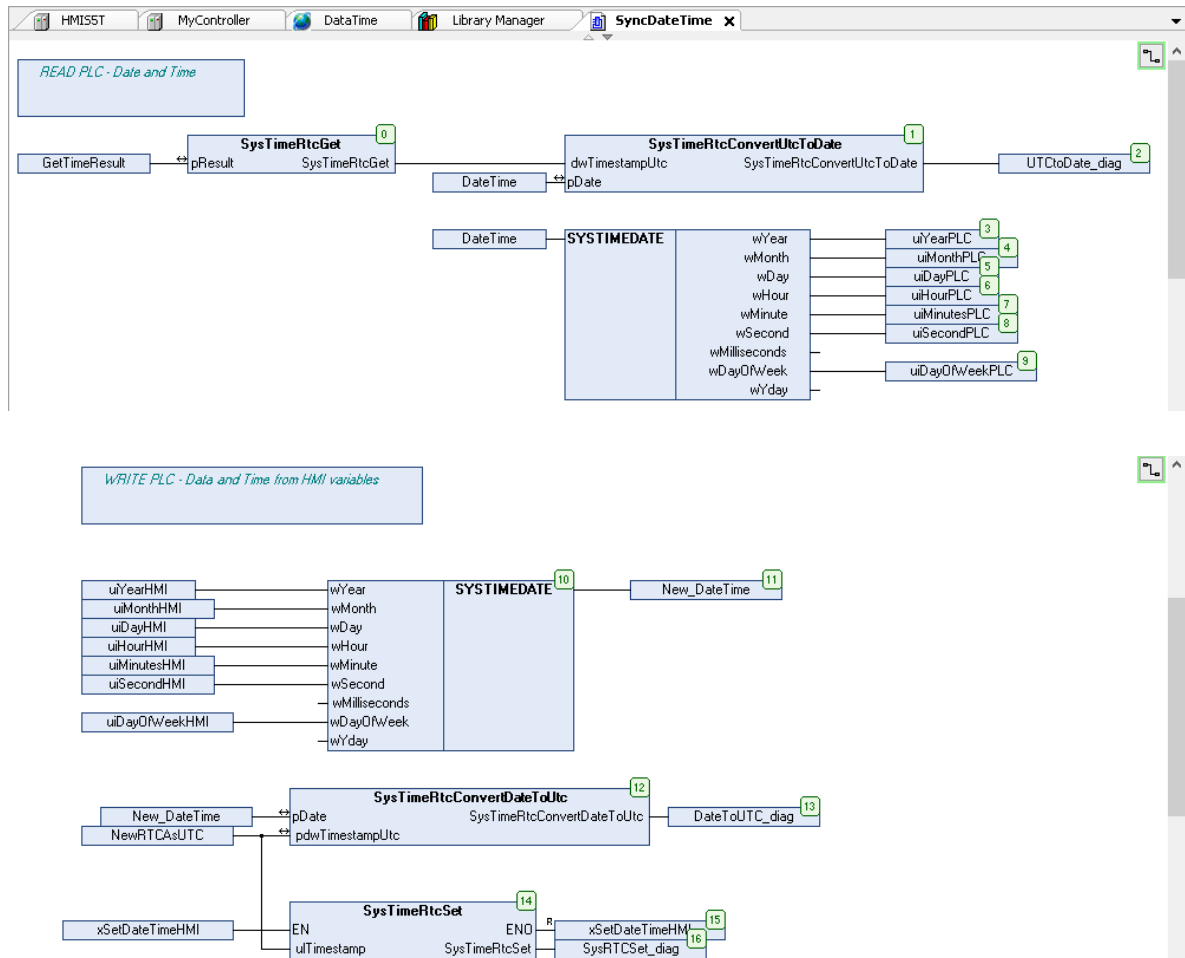 HMIS5T MyController DataTime Library Manager SyncDateTime x
READ PLC - Date and Time
SysTimeRtcGet 0
GetTimeResult pResult SysTimeRtcGet
SysTimeRtcConvertUtcToDate 1
dwTimestampUtc SysTimeRtcConvertUtcToDate UTCtoDate_diag 2
DateTime pDate
DateTime SYSTIMEDATE wYear uiYearPLC 3
wMonth uiMonthPLC 4
wDay uiDayPLC 5
wHour uiHourPLC 6
wMinute uiMinutesPLC 7
wSecond uiSecondPLC 8
wMilliseconds
wDayOfWeek uiDayOfWeekPLC 9
wYday
WRITE PLC - Data and Time from HMI variables
uiYearHMI wYear SYSTIMEDATE 10 New_DateTime 11
uiMonthHMI wMonth
uiDayHMI wDay
uiHourHMI wHour
uiMinutesHMI wMinute
uiSecondHMI wSecond
wMilliseconds
uiDayOfWeekHMI wDayOfWeek
wYday
SysTimeRtcConvertDateToUtc 12
New_DateTime pDate SysTimeRtcConvertDateToUtc DateToUTC_diag 13
NewRTCAsUTC pdwTimestampUtc
SysTimeRtcSet 14
xSetDateTimeHMI EN ENO R xSetDateTimeHMI 15
ulTimestamp SysTimeRtcSet SysRTCSet_diag 16